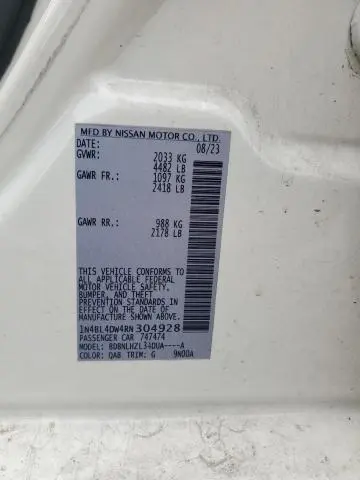 MFD BY NISSAN MOTOR CO., LTD.
DATE: 08/23
GVWR: 2033 KG
4482 LB
GAWR FR.: 1097 KG
2418 LB
GAWR RR.: 988 KG
2178 LB
THIS VEHICLE CONFORMS TO
ALL APPLICABLE FEDERAL
MOTOR VEHICLE SAFETY,
BUMPER, AND THEFT
PREVENTION STANDARDS IN
EFFECT ON THE DATE OF
MANUFACTURE SHOWN ABOVE.
1N4BL4DW4RN304928
PASSENGER CAR 747474
MODEL: BDBNLHZL34DUA----A
COLOR: QAB TRIM: G 9N00A